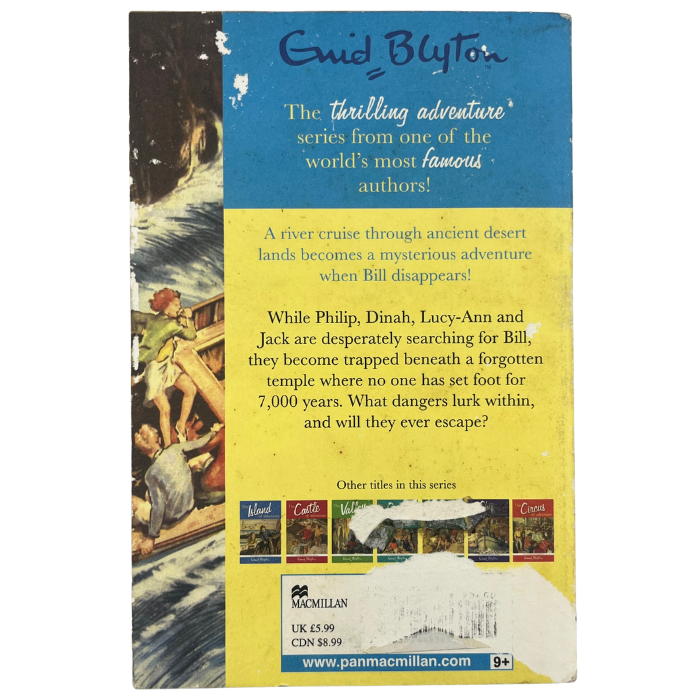 Enid Blyton™
The thrilling adventure
series from one of the
world's most famous
authors!
A river cruise through ancient desert
lands becomes a mysterious adventure
when Bill disappears!
While Philip, Dinah, Lucy-Ann and
Jack are desperately searching for Bill,
they become trapped beneath a forgotten
temple where no one has set foot for
7,000 years. What dangers lurk within,
and will they ever escape?
Other titles in this series
Island
Castle
Valley
Circus
MACMILLAN
UK £5.99
CDN $8.99
www.panmacmillan.com 9+